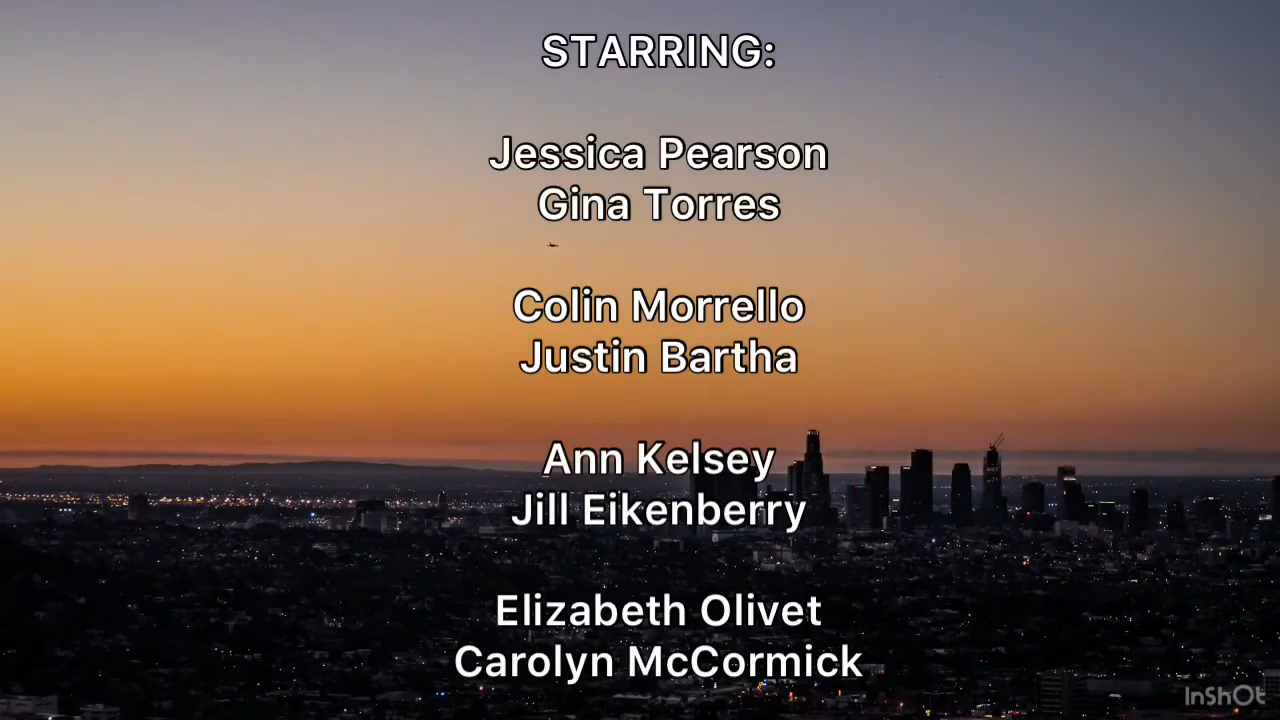 STARRING:
Jessica Pearson
Gina Torres
Colin Morrello
Justin Bartha
Ann Kelsey
Jill Eikenberry
Elizabeth Olivet
Carolyn McCormick
InShOt